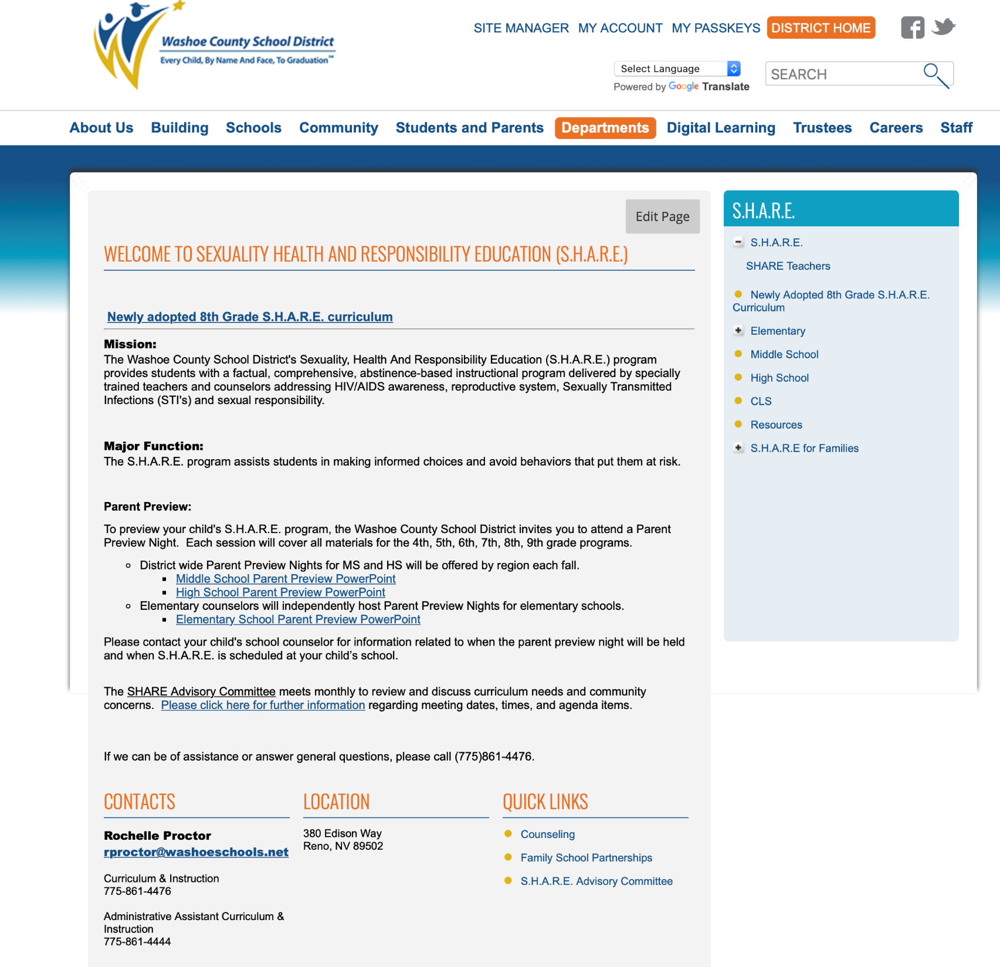 Washoe County School District
Every Child, By Name And Face, To Graduation℠
SITE MANAGER MY ACCOUNT MY PASSKEYS DISTRICT HOME
Select Language
Powered by Google Translate
SEARCH
About Us Building Schools Community Students and Parents Departments Digital Learning Trustees Careers Staff
Edit Page
WELCOME TO SEXUALITY HEALTH AND RESPONSIBILITY EDUCATION (S.H.A.R.E.)
Newly adopted 8th Grade S.H.A.R.E. curriculum
Mission:
The Washoe County School District's Sexuality, Health And Responsibility Education (S.H.A.R.E.) program
provides students with a factual, comprehensive, abstinence-based instructional program delivered by specially
trained teachers and counselors addressing HIV/AIDS awareness, reproductive system, Sexually Transmitted
Infections (STI's) and sexual responsibility.
Major Function:
The S.H.A.R.E. program assists students in making informed choices and avoid behaviors that put them at risk.
Parent Preview:
To preview your child's S.H.A.R.E. program, the Washoe County School District invites you to attend a Parent
Preview Night. Each session will cover all materials for the 4th, 5th, 6th, 7th, 8th, 9th grade programs.
District wide Parent Preview Nights for MS and HS will be offered by region each fall.
Middle School Parent Preview PowerPoint
High School Parent Preview PowerPoint
Elementary counselors will independently host Parent Preview Nights for elementary schools.
Elementary School Parent Preview PowerPoint
Please contact your child's school counselor for information related to when the parent preview night will be held
and when S.H.A.R.E. is scheduled at your child’s school.
The SHARE Advisory Committee meets monthly to review and discuss curriculum needs and community
concerns. Please click here for further information regarding meeting dates, times, and agenda items.
If we can be of assistance or answer general questions, please call (775)861-4476.
CONTACTS
Rochelle Proctor
rproctor@washoeschools.net
Curriculum & Instruction
775-861-4476
Administrative Assistant Curriculum &
Instruction
775-861-4444
LOCATION
380 Edison Way
Reno, NV 89502
QUICK LINKS
Counseling
Family School Partnerships
S.H.A.R.E. Advisory Committee
S.H.A.R.E.
S.H.A.R.E.
SHARE Teachers
Newly Adopted 8th Grade S.H.A.R.E.
Curriculum
Elementary
Middle School
High School
CLS
Resources
S.H.A.R.E for Families